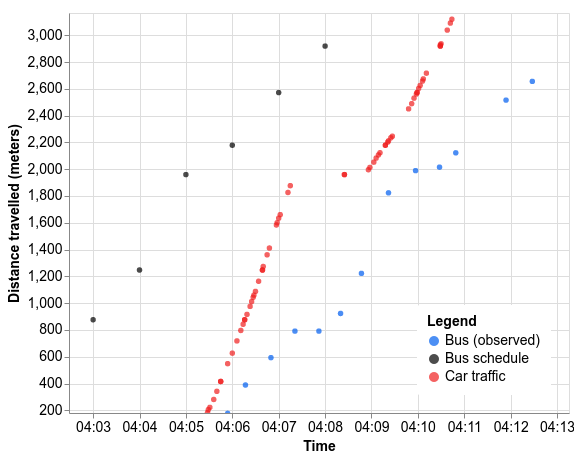 Distance travelled (meters)
3,000
2,800
2,600
2,400
2,200
2,000
1,800
1,600
1,400
1,200
1,000
800
600
400
200
Legend
Bus (observed)
Bus schedule
Car traffic
04:03 04:04 04:05 04:06 04:07 04:08 04:09 04:10 04:11 04:12 04:13
Time